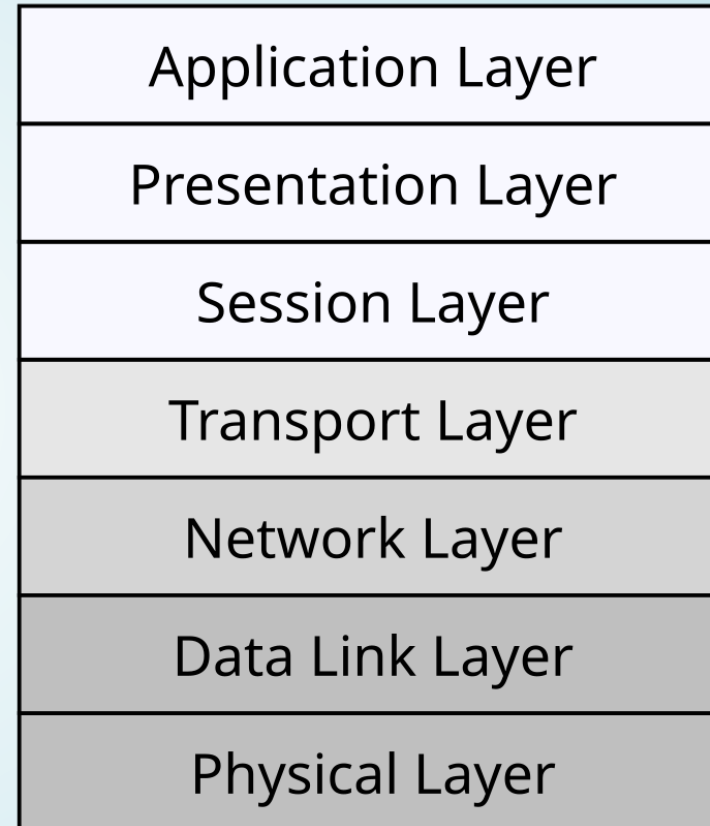 Application Layer
Presentation Layer
Session Layer
Transport Layer
Network Layer
Data Link Layer
Physical Layer